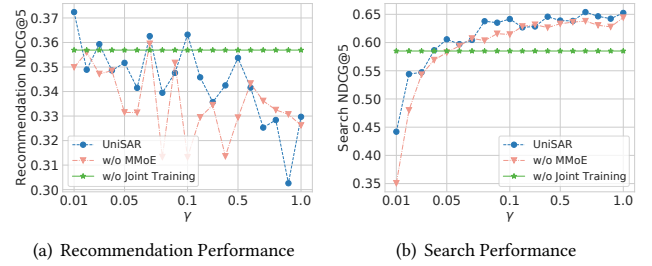 Recommendation NDCG@5
0.37
0.36
0.35
0.34
0.33
0.32
0.31
0.30
UniSAR
w/o MMoE
w/o Joint Training
0.01
0.05
0.1
0.5
1.0
γ
(a) Recommendation Performance
Search NDCG@5
0.65
0.60
0.55
0.50
0.45
0.40
0.35
UniSAR
w/o MMoE
w/o Joint Training
0.01
0.05
0.1
0.5
1.0
γ
(b) Search Performance